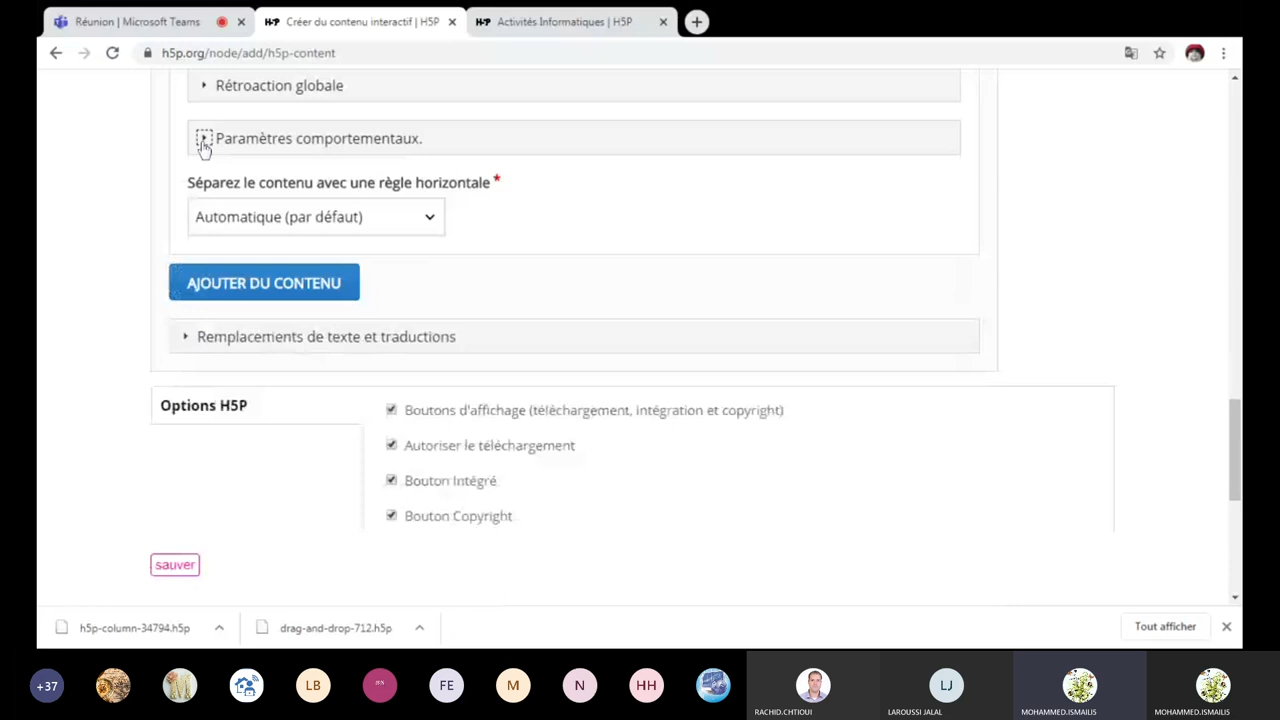 Réunion | Microsoft Teams
H-P Créer du contenu interactif | H5P
H-P Activités Informatiques | H5P
h5p.org/node/add/h5p-content
Rétroaction globale
Paramètres comportementaux.
Séparez le contenu avec une règle horizontale *
Automatique (par défaut)
AJOUTER DU CONTENU
Remplacements de texte et traductions
Options H5P
Boutons d'affichage (téléchargement, intégration et copyright)
Autoriser le téléchargement
Bouton Intégré
Bouton Copyright
sauver
h5p-column-34794.h5p
drag-and-drop-712.h5p
Tout afficher
+37
LB
FE
M
N
HH
LJ
RACHID.CHTIOUI
LAROUSSI JALAL
MOHAMMED.ISMAILIS
MOHAMMED.ISMAILIS